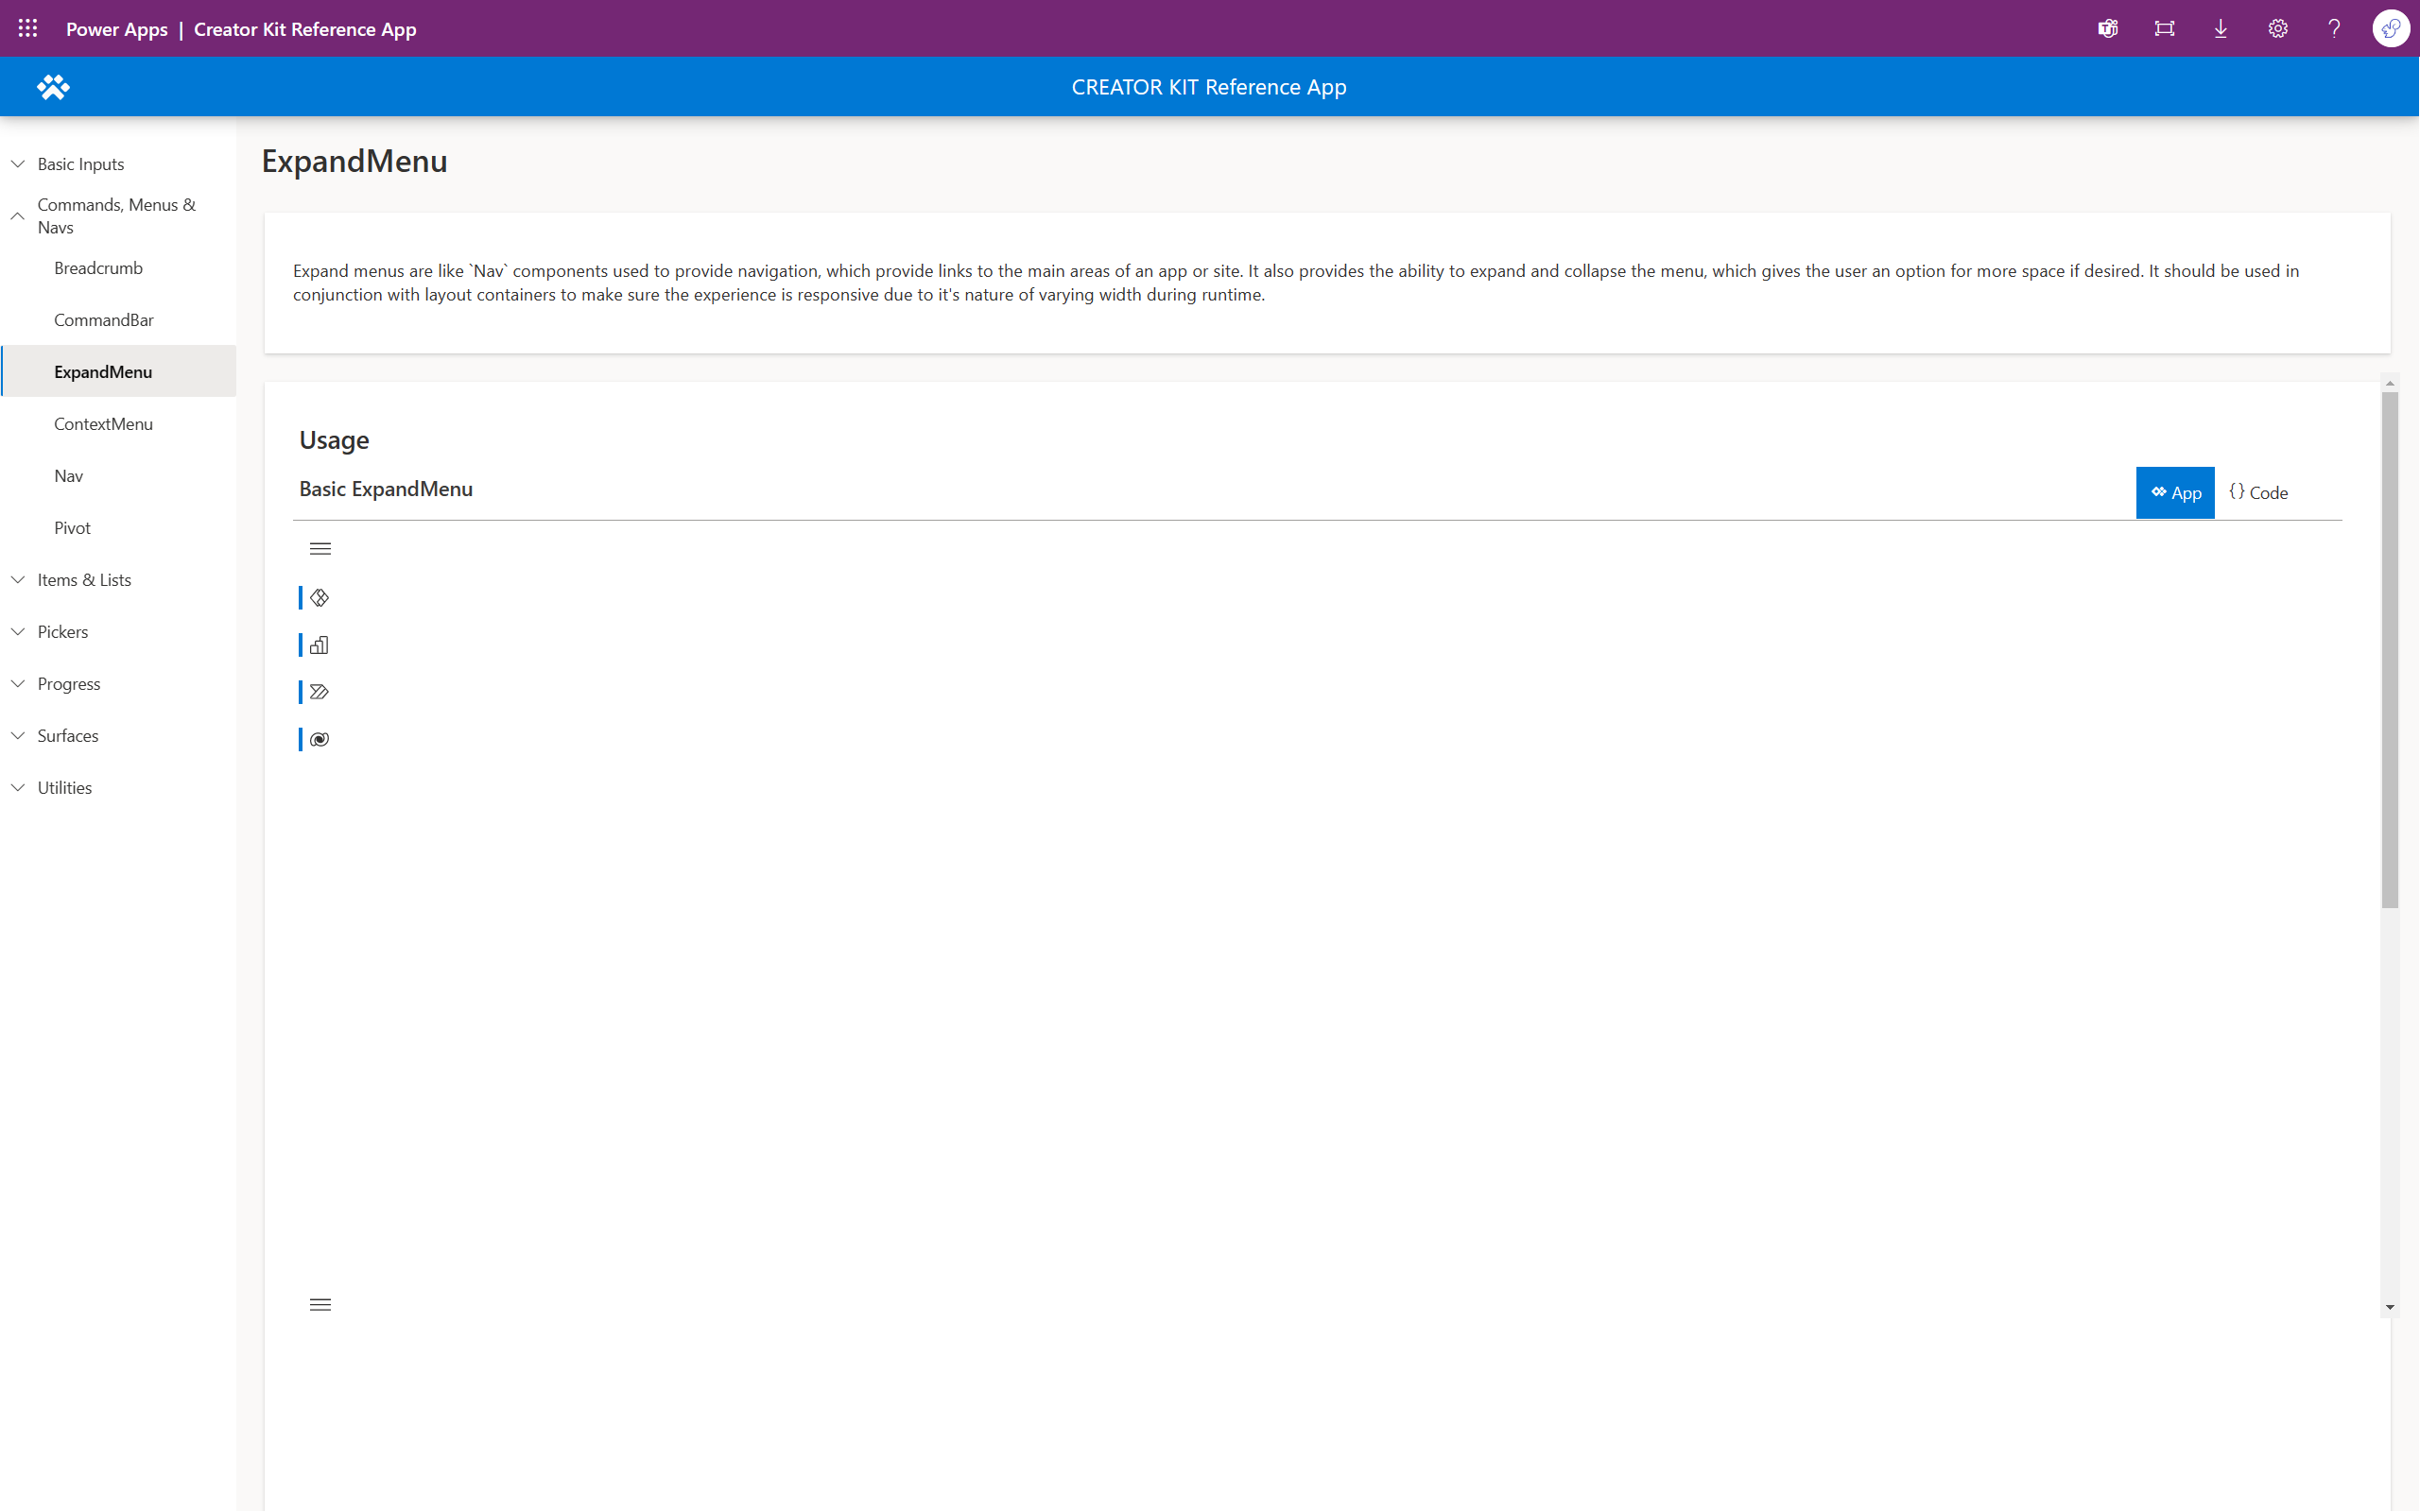 Power Apps | Creator Kit Reference App
CREATOR KIT Reference App
Basic Inputs
Commands, Menus &
Navs
Breadcrumb
CommandBar
ExpandMenu
ContextMenu
Nav
Pivot
Items & Lists
Pickers
Progress
Surfaces
Utilities
ExpandMenu
Expand menus are like `Nav` components used to provide navigation, which provide links to the main areas of an app or site. It also provides the ability to expand and collapse the menu, which gives the user an option for more space if desired. It should be used in
conjunction with layout containers to make sure the experience is responsive due to it's nature of varying width during runtime.
Usage
Basic ExpandMenu
App
{} Code